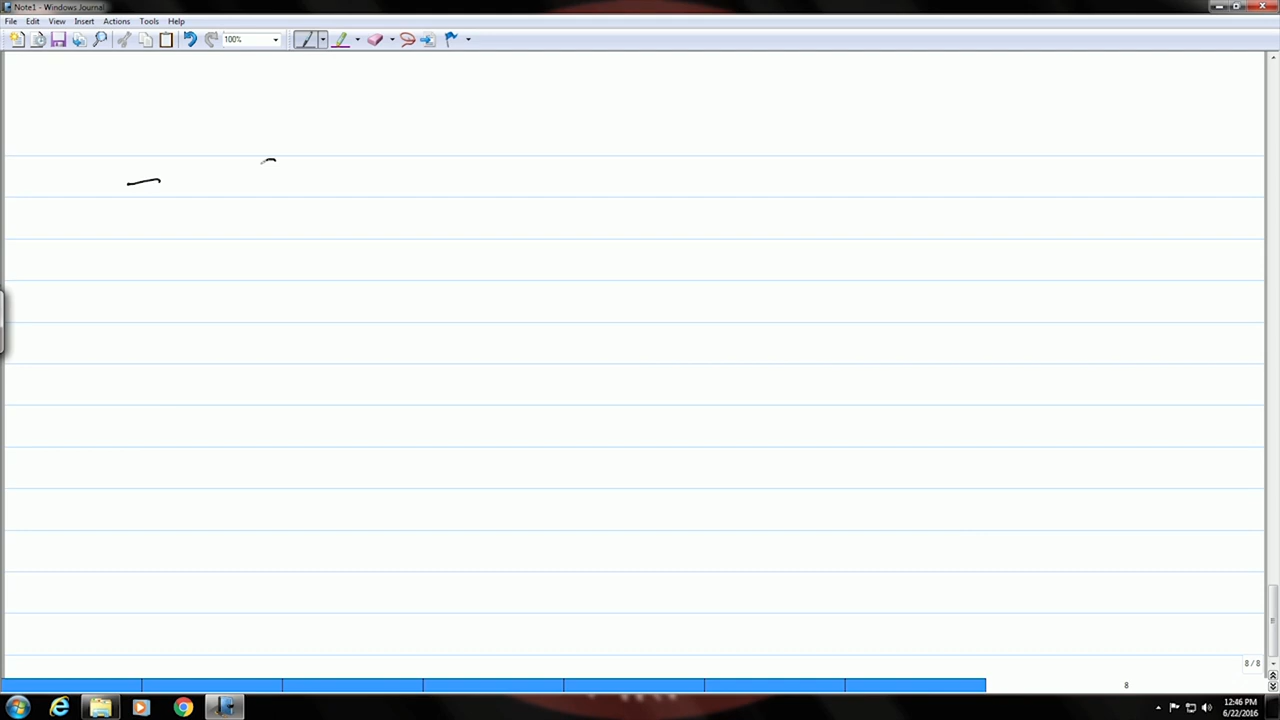 Note1 - Windows Journal
File Edit View Insert Actions Tools Help
100%
8 / 8
8
12:46 PM
6/22/2016